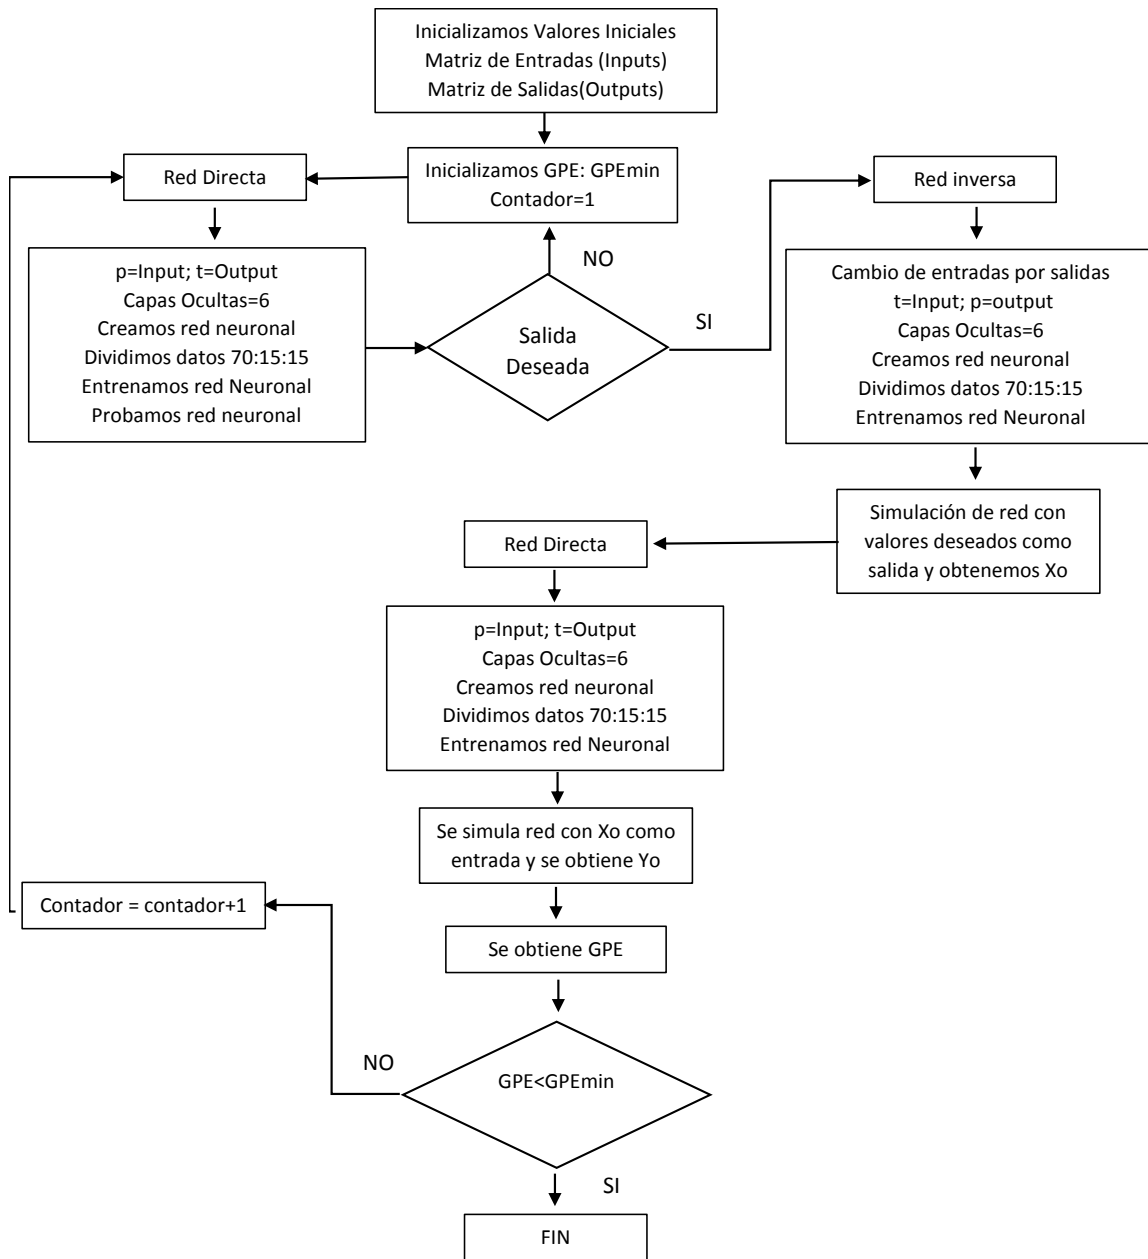 Inicializamos Valores Iniciales
Matriz de Entradas (Inputs)
Matriz de Salidas(Outputs)
Inicializamos GPE: GPEmin
Contador=1
Red Directa
p=Input; t=Output
Capas Ocultas=6
Creamos red neuronal
Dividimos datos 70:15:15
Entrenamos red Neuronal
Probamos red neuronal
NO
Salida
Deseada
SI
Red inversa
Cambio de entradas por salidas
t=Input; p=output
Capas Ocultas=6
Creamos red neuronal
Dividimos datos 70:15:15
Entrenamos red Neuronal
Simulación de red con
valores deseados como
salida y obtenemos Xo
Red Directa
p=Input; t=Output
Capas Ocultas=6
Creamos red neuronal
Dividimos datos 70:15:15
Entrenamos red Neuronal
Se simula red con Xo como
entrada y se obtiene Yo
Se obtiene GPE
GPE<GPEmin
NO
Contador = contador+1
SI
FIN